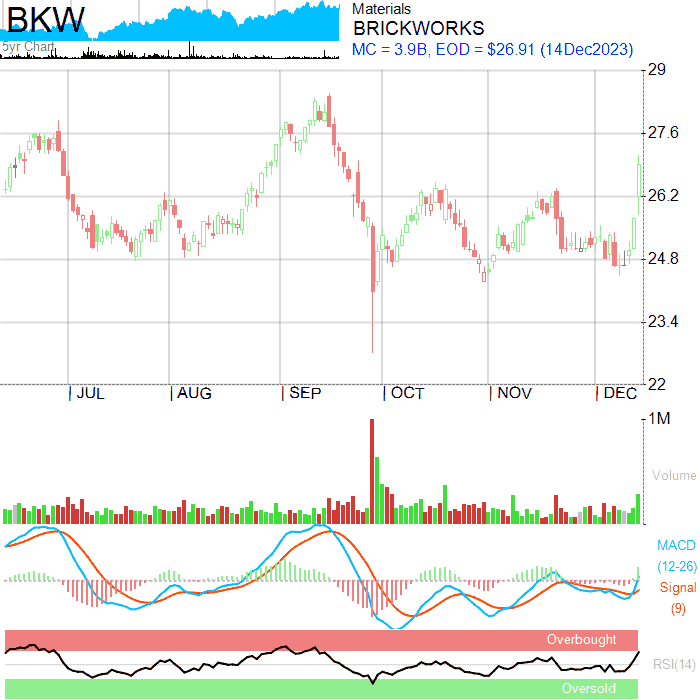 BKW
5yr Chart
Materials
BRICKWORKS
MC = 3.9B, EOD = $26.91 (14Dec2023)
29
27.6
26.2
24.8
23.4
22
JUL AUG SEP OCT NOV DEC
1M
Volume
MACD
(12-26)
Signal
(9)
Overbought
RSI(14)
Oversold